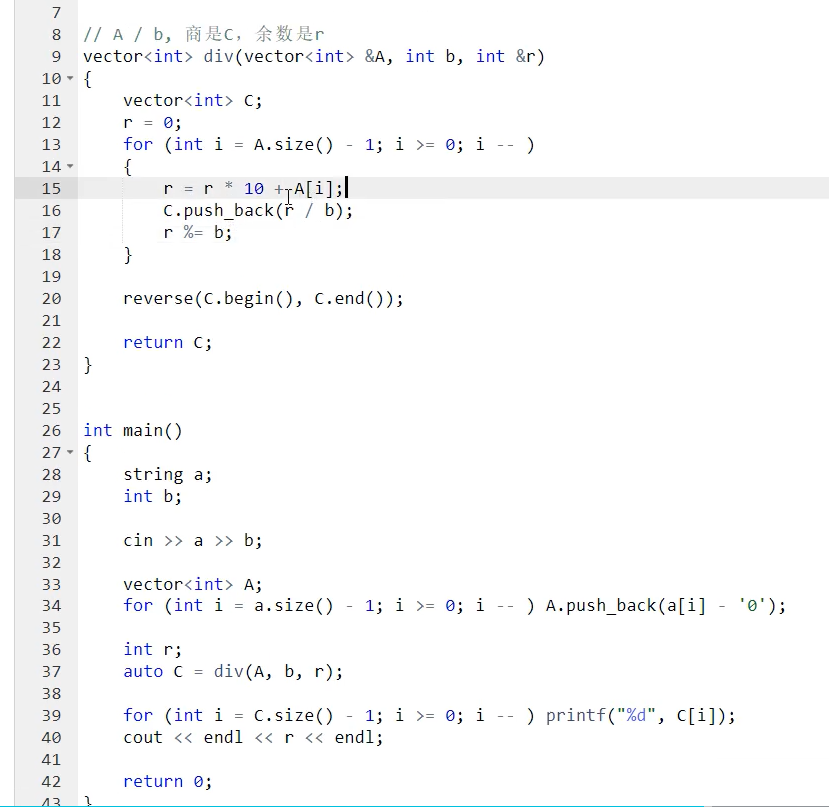 7
8 // A / b, 商是C, 余数是r
9 vector<int> div(vector<int> &A, int b, int &r)
10 {
11     vector<int> C;
12     r = 0;
13     for (int i = A.size() - 1; i >= 0; i -- )
14     {
15         r = r * 10 + A[i];
16         C.push_back(r / b);
17         r %= b;
18     }
19
20     reverse(C.begin(), C.end());
21
22     return C;
23 }
24
25
26 int main()
27 {
28     string a;
29     int b;
30
31     cin >> a >> b;
32
33     vector<int> A;
34     for (int i = a.size() - 1; i >= 0; i -- ) A.push_back(a[i] - '0');
35
36     int r;
37     auto C = div(A, b, r);
38
39     for (int i = C.size() - 1; i >= 0; i -- ) printf("%d", C[i]);
40     cout << endl << r << endl;
41
42     return 0;
43 }